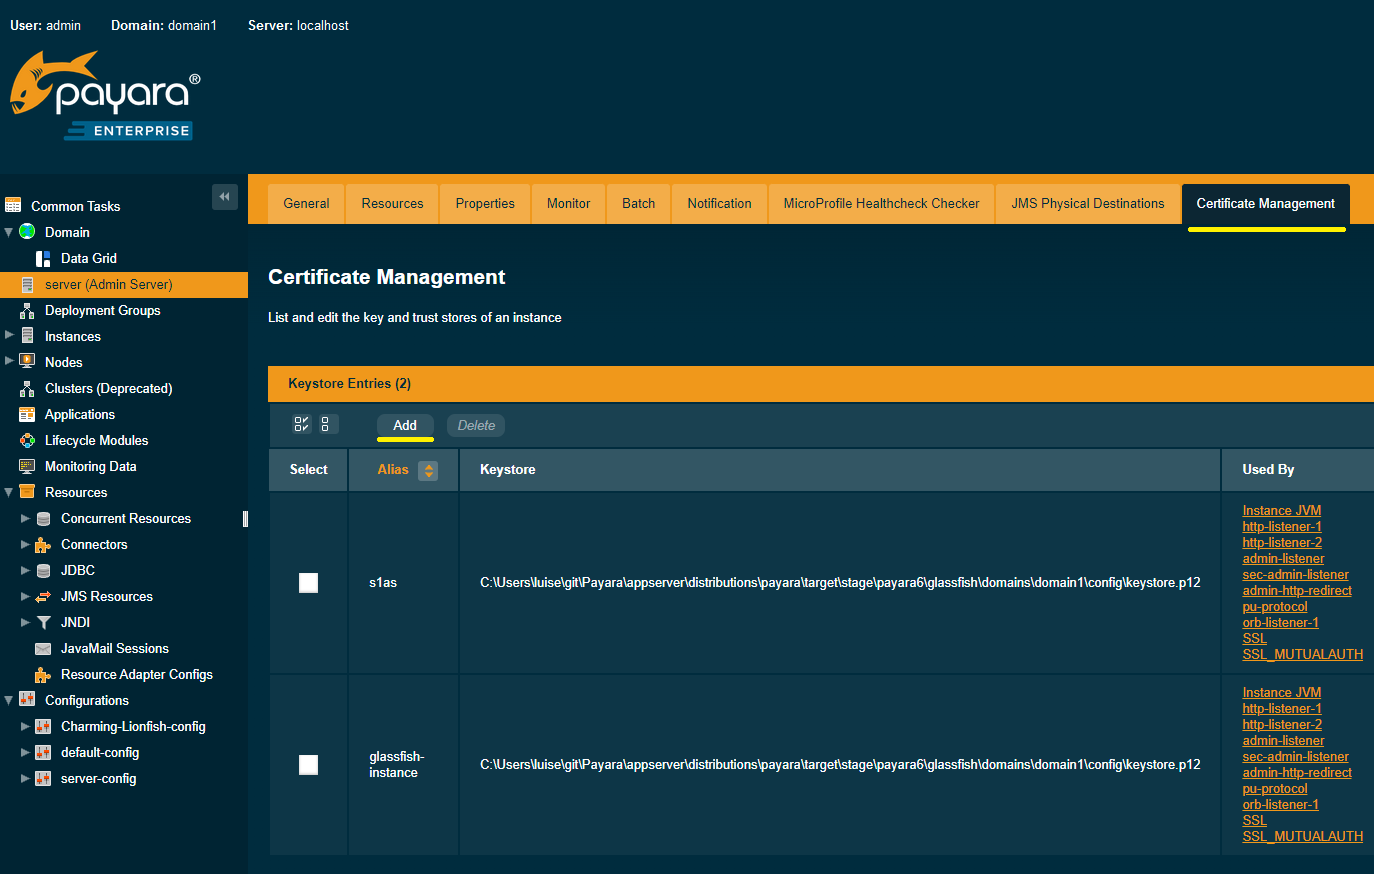 User: admin Domain: domain1 Server: localhost
payara®
ENTERPRISE
Common Tasks
Domain
Data Grid
server (Admin Server)
Deployment Groups
Instances
Nodes
Clusters (Deprecated)
Applications
Lifecycle Modules
Monitoring Data
Resources
Concurrent Resources
Connectors
JDBC
JMS Resources
JNDI
JavaMail Sessions
Resource Adapter Configs
Configurations
Charming-Lionfish-config
default-config
server-config
General Resources Properties Monitor Batch Notification MicroProfile Healthcheck Checker JMS Physical Destinations Certificate Management
Certificate Management
List and edit the key and trust stores of an instance
Keystore Entries (2)
Add Delete
Select Alias Keystore Used By
s1as
C:\Users\luise\git\Payara\appserver\distributions\payara\target\stage\payara6\glassfish\domains\domain1\config\keystore.p12
Instance JVM
http-listener-1
http-listener-2
admin-listener
sec-admin-listener
admin-http-redirect
pu-protocol
orb-listener-1
SSL
SSL_MUTUALAUTH
glassfish-
instance
C:\Users\luise\git\Payara\appserver\distributions\payara\target\stage\payara6\glassfish\domains\domain1\config\keystore.p12
Instance JVM
http-listener-1
http-listener-2
admin-listener
sec-admin-listener
admin-http-redirect
pu-protocol
orb-listener-1
SSL
SSL_MUTUALAUTH